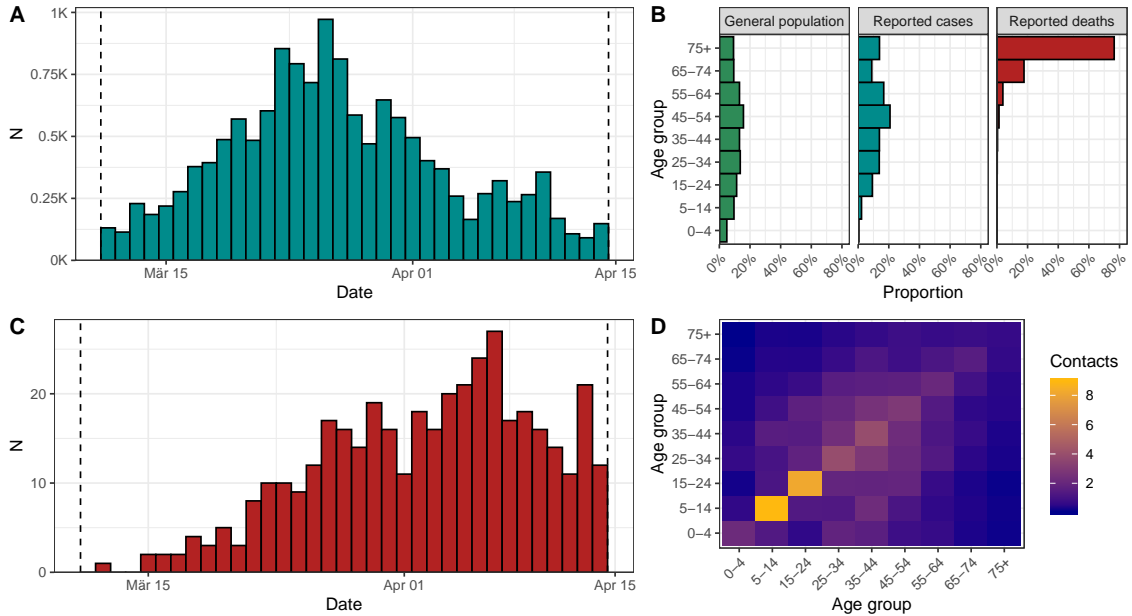 A
N
1K
0.75K
0.5K
0.25K
0K
Mär 15
Apr 01
Apr 15
Date
B
General population
Reported cases
Reported deaths
Age group
75+
65−74
55−64
45−54
35−44
25−34
15−24
5−14
0−4
0% 20% 40% 60% 80% 0% 20% 40% 60% 80% 0% 20% 40% 60% 80%
Proportion
C
N
20
10
0
Mär 15
Apr 01
Apr 15
Date
D
Age group
75+
65−74
55−64
45−54
35−44
25−34
15−24
5−14
0−4
0−4 5−14 15−24 25−34 35−44 45−54 55−64 65−74 75+
Age group
Contacts
8
6
4
2